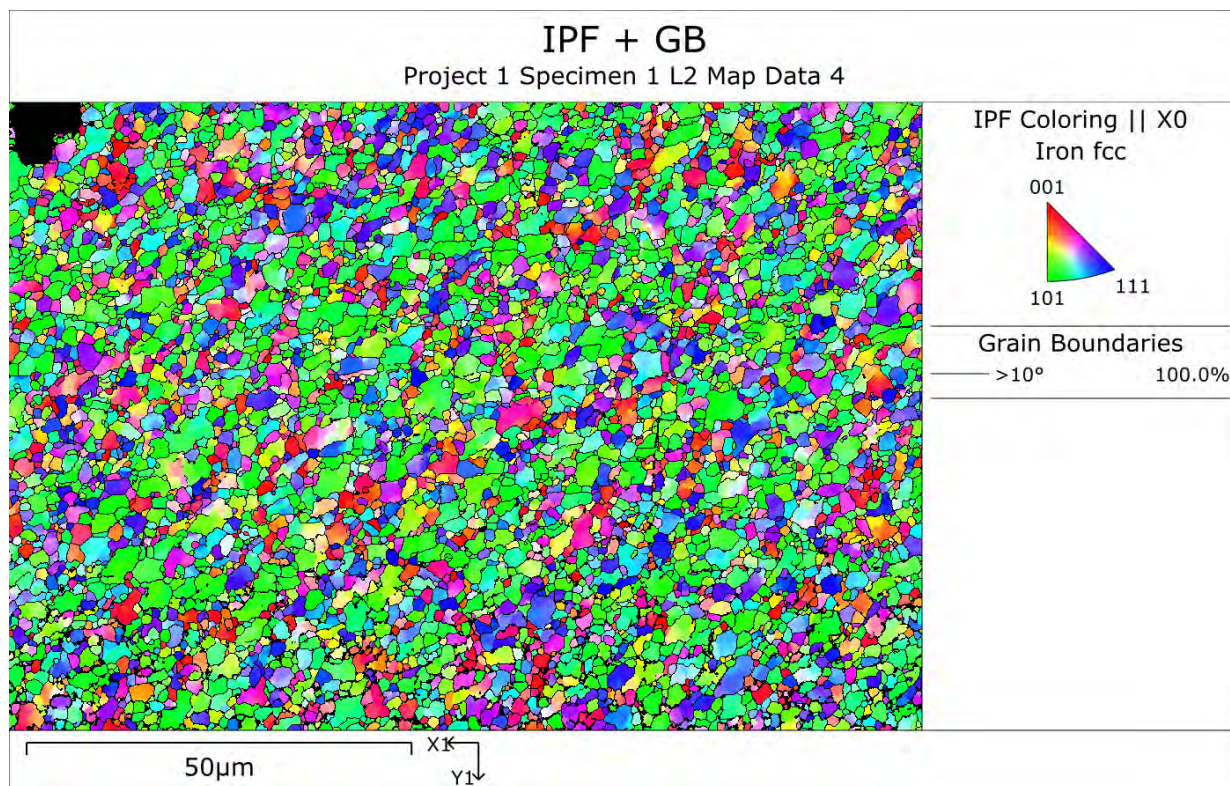 IPF + GB
Project 1 Specimen 1 L2 Map Data 4
IPF Coloring || X0
Iron fcc
001
101
111
Grain Boundaries
>10° 100.0%
50µm
X1
Y1